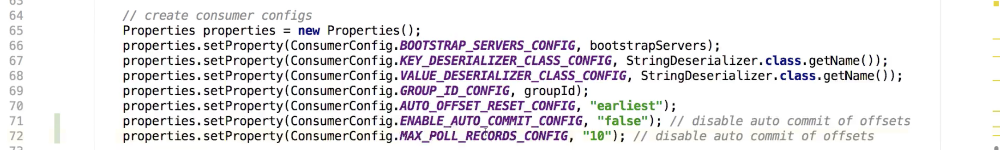 63
64 // create consumer configs
65 Properties properties = new Properties();
66 properties.setProperty(ConsumerConfig.BOOTSTRAP_SERVERS_CONFIG, bootstrapServers);
67 properties.setProperty(ConsumerConfig.KEY_DESERIALIZER_CLASS_CONFIG, StringDeserializer.class.getName());
68 properties.setProperty(ConsumerConfig.VALUE_DESERIALIZER_CLASS_CONFIG, StringDeserializer.class.getName());
69 properties.setProperty(ConsumerConfig.GROUP_ID_CONFIG, groupId);
70 properties.setProperty(ConsumerConfig.AUTO_OFFSET_RESET_CONFIG, "earliest");
71 properties.setProperty(ConsumerConfig.ENABLE_AUTO_COMMIT_CONFIG, "false"); // disable auto commit of offsets
72 properties.setProperty(ConsumerConfig.MAX_POLL_RECORDS_CONFIG, "10"); // disable auto commit of offsets
73